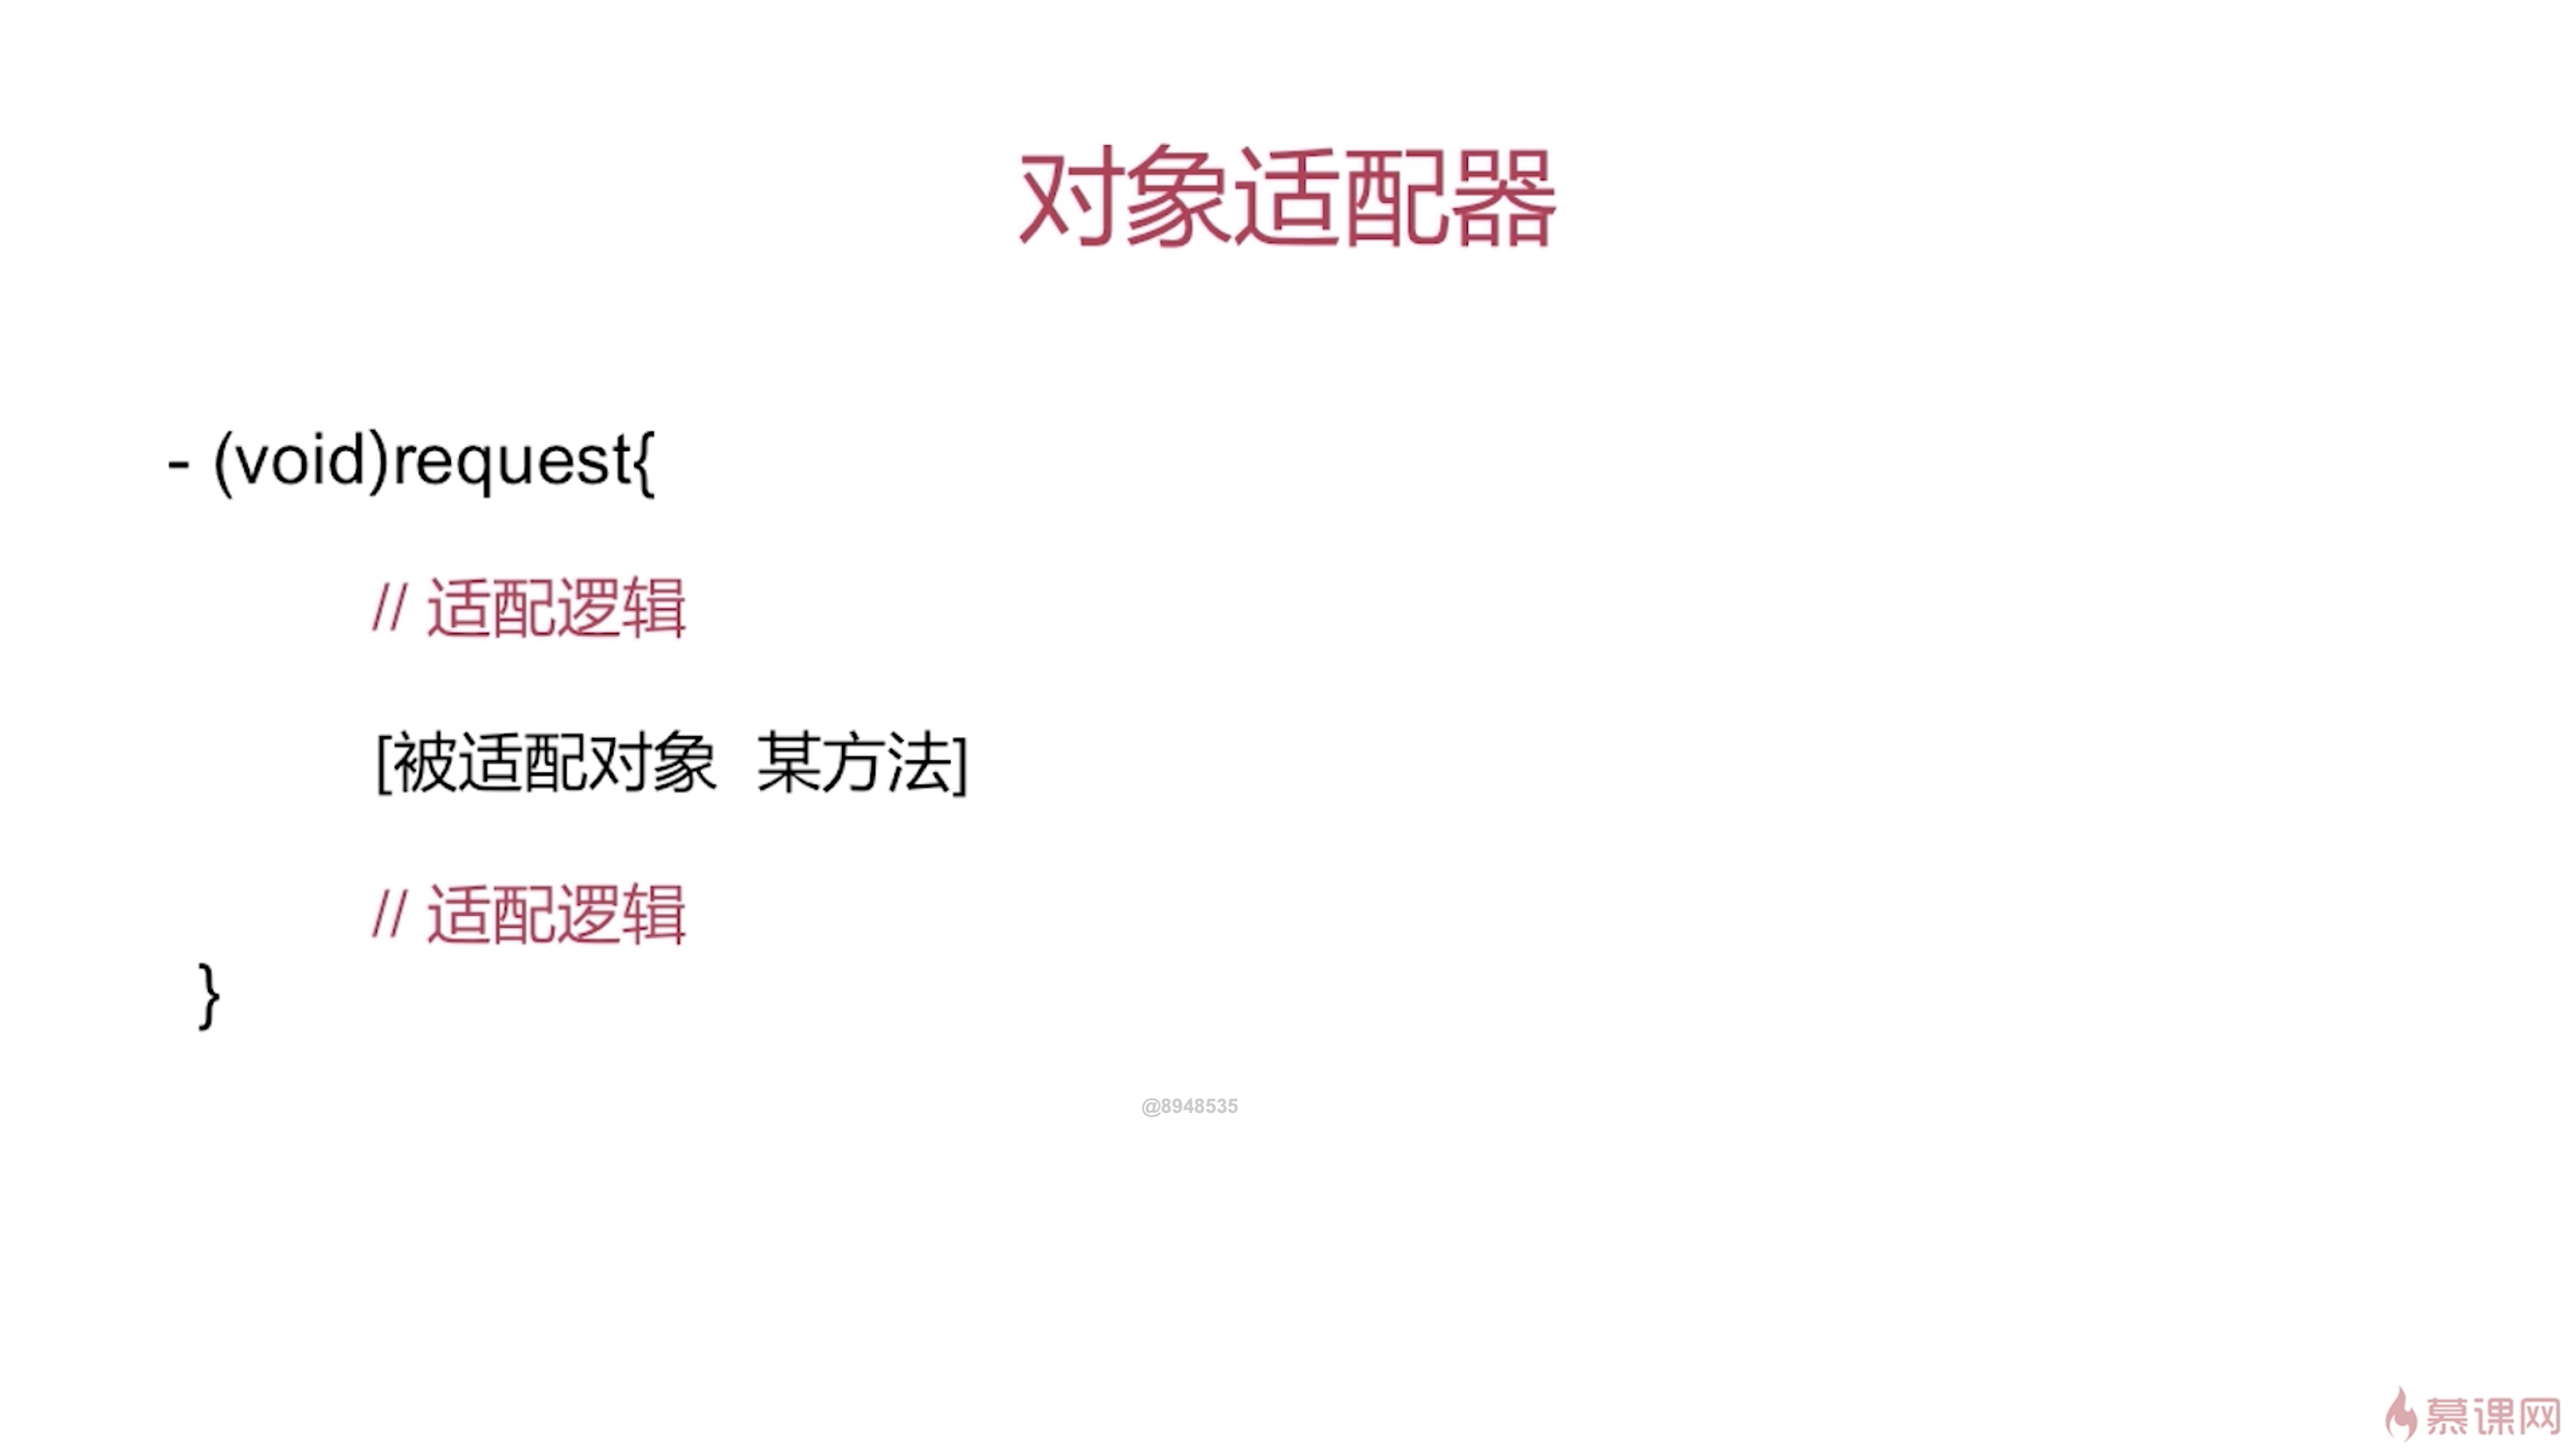 对象适配器
- (void)request{
// 适配逻辑
[被适配对象 某方法]
// 适配逻辑
}
@8948535
慕课网